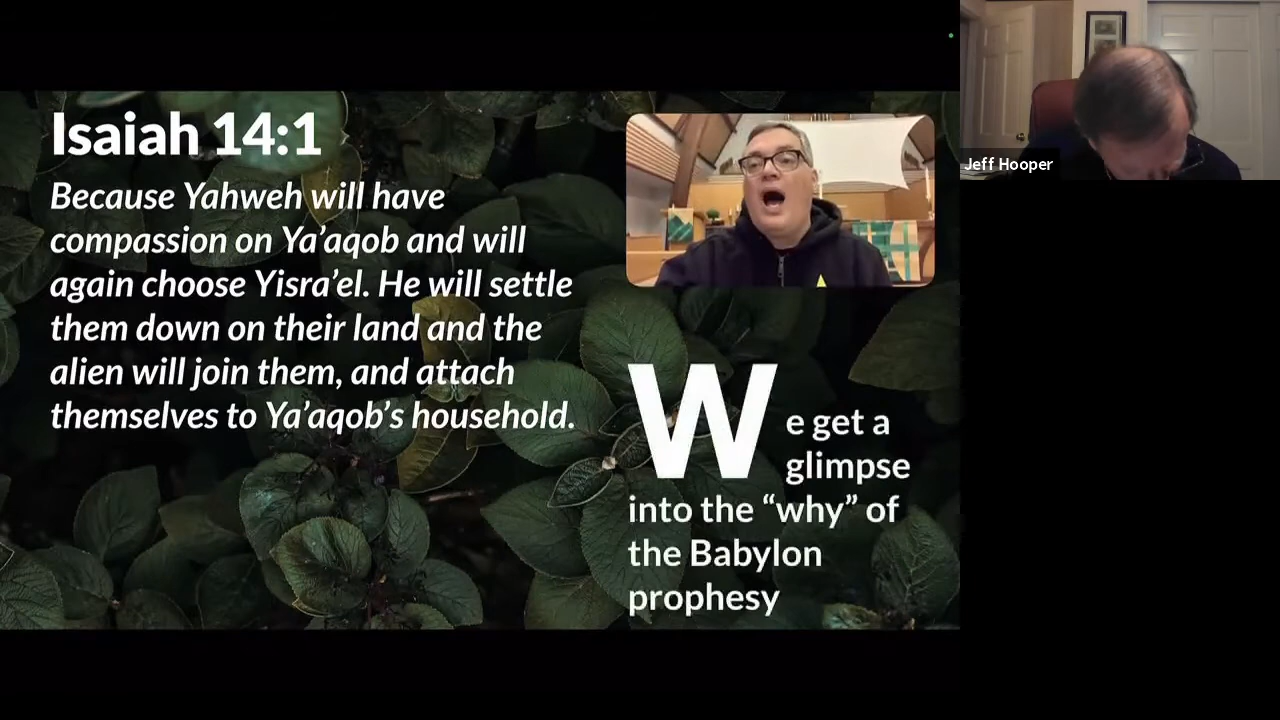 Isaiah 14:1
Because Yahweh will have
compassion on Ya’aqob and will
again choose Yisra’el. He will settle
them down on their land and the
alien will join them, and attach
themselves to Ya’aqob’s household.
We get a
glimpse
into the “why” of
the Babylon
prophesy
Jeff Hooper